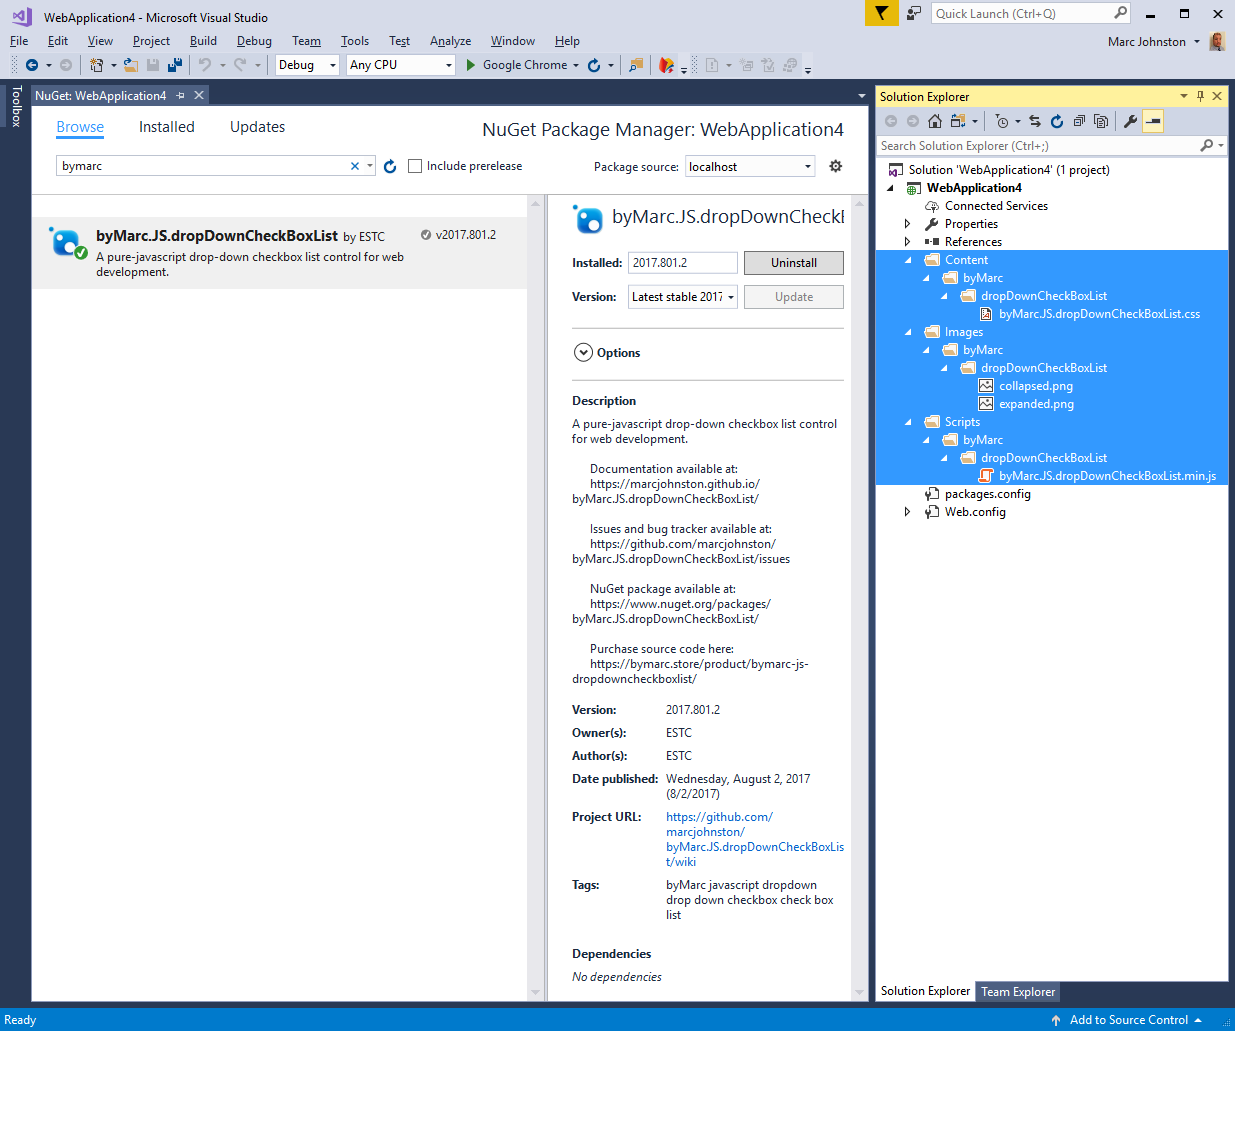 WebApplication4 - Microsoft Visual Studio
Quick Launch (Ctrl+Q)
File Edit View Project Build Debug Team Tools Test Analyze Window Help
Marc Johnston
Debug Any CPU Google Chrome
Toolbox
NuGet: WebApplication4
Browse Installed Updates
NuGet Package Manager: WebApplication4
bymarc
Include prerelease
Package source: localhost
byMarc.JS.dropDownCheckBoxList by ESTC
v2017.801.2
A pure-javascript drop-down checkbox list control for web
development.
byMarc.JS.dropDownCheckB
Installed: 2017.801.2 Uninstall
Version: Latest stable 2017 Update
Options
Description
A pure-javascript drop-down checkbox list control
for web development.
Documentation available at:
https://marcjohnston.github.io/
byMarc.JS.dropDownCheckBoxList/
Issues and bug tracker available at:
https://github.com/marcjohnston/
byMarc.JS.dropDownCheckBoxList/issues
NuGet package available at:
https://www.nuget.org/packages/
byMarc.JS.dropDownCheckBoxList/
Purchase source code here:
https://bymarc.store/product/bymarc-js-
dropdowncheckboxlist/
Version: 2017.801.2
Owner(s): ESTC
Author(s): ESTC
Date published: Wednesday, August 2, 2017
(8/2/2017)
Project URL: https://github.com/
marcjohnston/
byMarc.JS.dropDownCheckBoxLis
t/wiki
Tags: byMarc javascript dropdown
drop down checkbox check box
list
Dependencies
No dependencies
Solution Explorer
Search Solution Explorer (Ctrl+;)
Solution 'WebApplication4' (1 project)
WebApplication4
Connected Services
Properties
References
Content
byMarc
dropDownCheckBoxList
byMarc.JS.dropDownCheckBoxList.css
Images
byMarc
dropDownCheckBoxList
collapsed.png
expanded.png
Scripts
byMarc
dropDownCheckBoxList
byMarc.JS.dropDownCheckBoxList.min.js
packages.config
Web.config
Solution Explorer Team Explorer
Ready
Add to Source Control